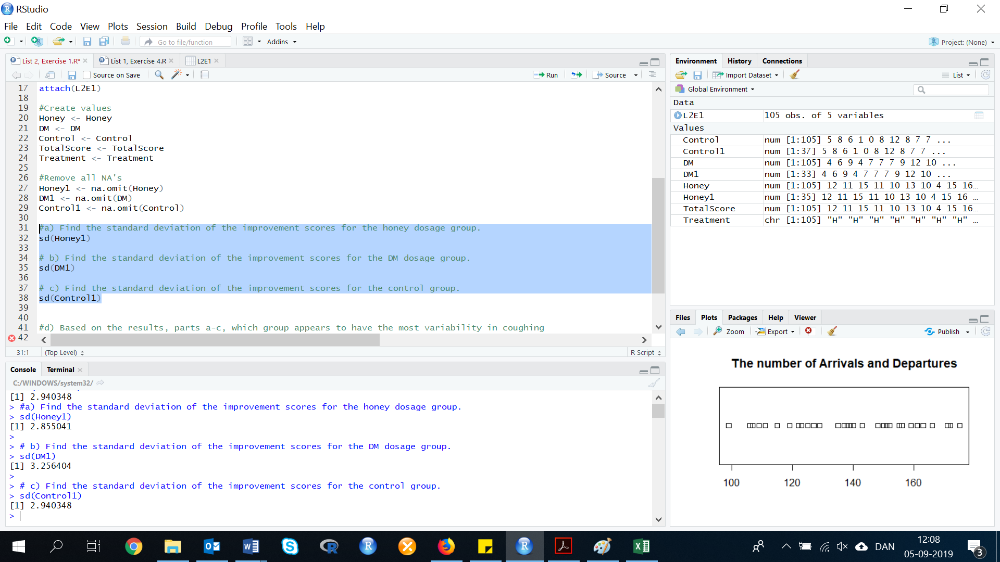 RStudio
File Edit Code View Plots Session Build Debug Profile Tools Help
Go to file/function Addins Project: (None)
List 2, Exercise 1.R* List 1, Exercise 4.R L2E1
Source on Save Run Source
17 attach(L2E1)
18
19 #Create values
20 Honey <- Honey
21 DM <- DM
22 Control <- Control
23 TotalScore <- TotalScore
24 Treatment <- Treatment
25
26 #Remove all NA's
27 Honey1 <- na.omit(Honey)
28 DM1 <- na.omit(DM)
29 Control1 <- na.omit(Control)
30
31 #a) Find the standard deviation of the improvement scores for the honey dosage group.
32 sd(Honey1)
33
34 # b) Find the standard deviation of the improvement scores for the DM dosage group.
35 sd(DM1)
36
37 # c) Find the standard deviation of the improvement scores for the control group.
38 sd(Control1)
39
40
41 #d) Based on the results, parts a-c, which group appears to have the most variability in coughing
42
31:1 (Top Level) R Script
Console Terminal
C:/WINDOWS/system32/
[1] 2.940348
> #a) Find the standard deviation of the improvement scores for the honey dosage group.
> sd(Honey1)
[1] 2.855041
>
> # b) Find the standard deviation of the improvement scores for the DM dosage group.
> sd(DM1)
[1] 3.256404
>
> # c) Find the standard deviation of the improvement scores for the control group.
> sd(Control1)
[1] 2.940348
>
Environment History Connections
Import Dataset List
Global Environment
Data
L2E1 105 obs. of 5 variables
Values
Control num [1:105] 5 8 6 1 0 8 12 8 7 7 ...
Control1 num [1:37] 5 8 6 1 0 8 12 8 7 7 ...
DM num [1:105] 4 6 9 4 7 7 7 9 12 10 ...
DM1 num [1:33] 4 6 9 4 7 7 7 9 12 10 ...
Honey num [1:105] 12 11 15 11 10 13 10 4 15 16…
Honey1 num [1:35] 12 11 15 11 10 13 10 4 15 16 …
TotalScore num [1:105] 12 11 15 11 10 13 10 4 15 16…
Treatment chr [1:105] "H" "H" "H" "H" "H" "H" "H" …
Files Plots Packages Help Viewer
Zoom Export Publish
The number of Arrivals and Departures
100 120 140 160
DAN
12:08
05-09-2019
3